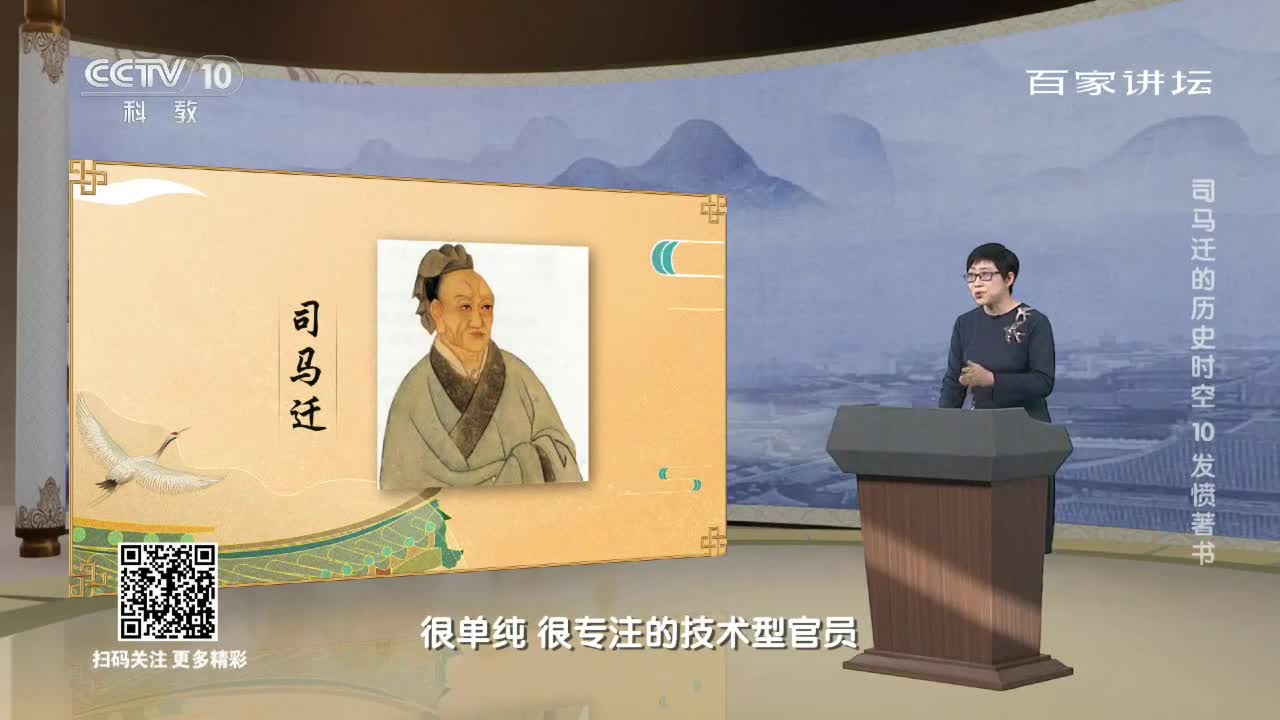 CCTV 10
科 教
百家讲坛
司马迁的历史时空 10 发愤著书
司马迁
很单纯 很专注的技术型官员
扫码关注 更多精彩